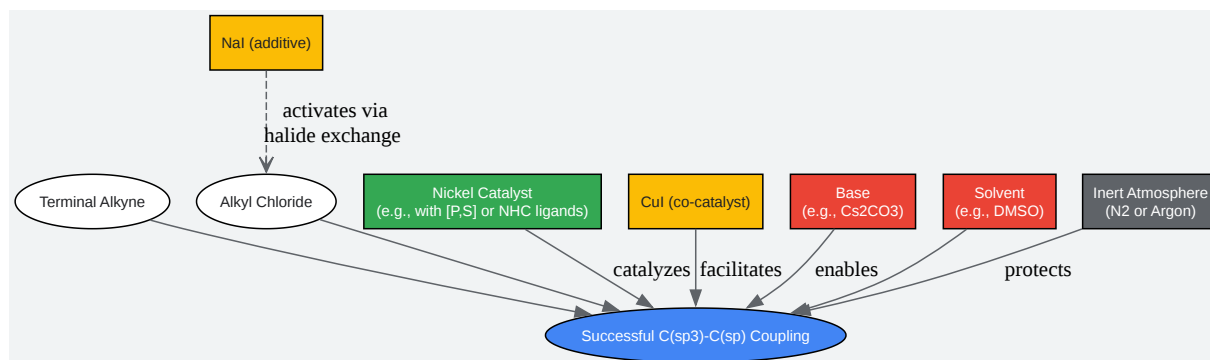 NaI (additive)
activates via
halide exchange
Terminal Alkyne
Alkyl Chloride
Nickel Catalyst
(e.g., with [P,S] or NHC ligands)
CuI (co-catalyst)
Base
(e.g., Cs2CO3)
Solvent
(e.g., DMSO)
Inert Atmosphere
(N2 or Argon)
catalyzes
facilitates
enables
protects
Successful C(sp3)-C(sp) Coupling